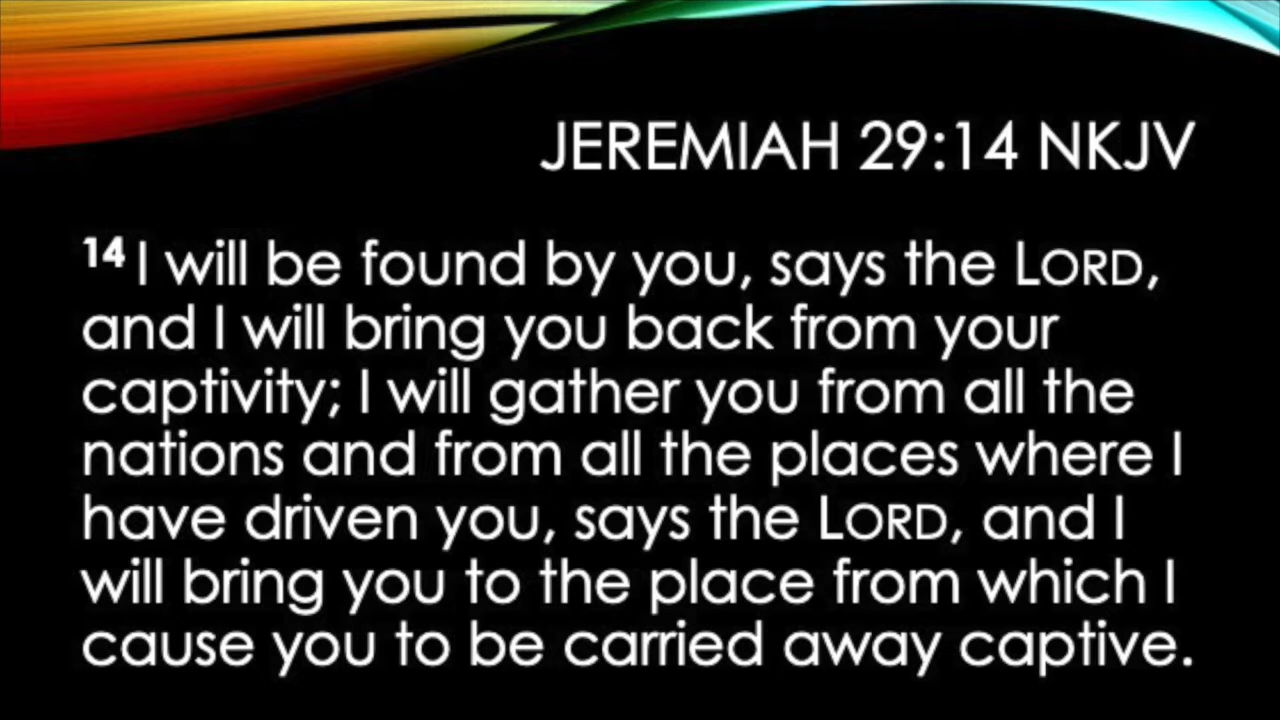 JEREMIAH 29:14 NKJV
14 I will be found by you, says the LORD,
and I will bring you back from your
captivity; I will gather you from all the
nations and from all the places where I
have driven you, says the LORD, and I
will bring you to the place from which I
cause you to be carried away captive.